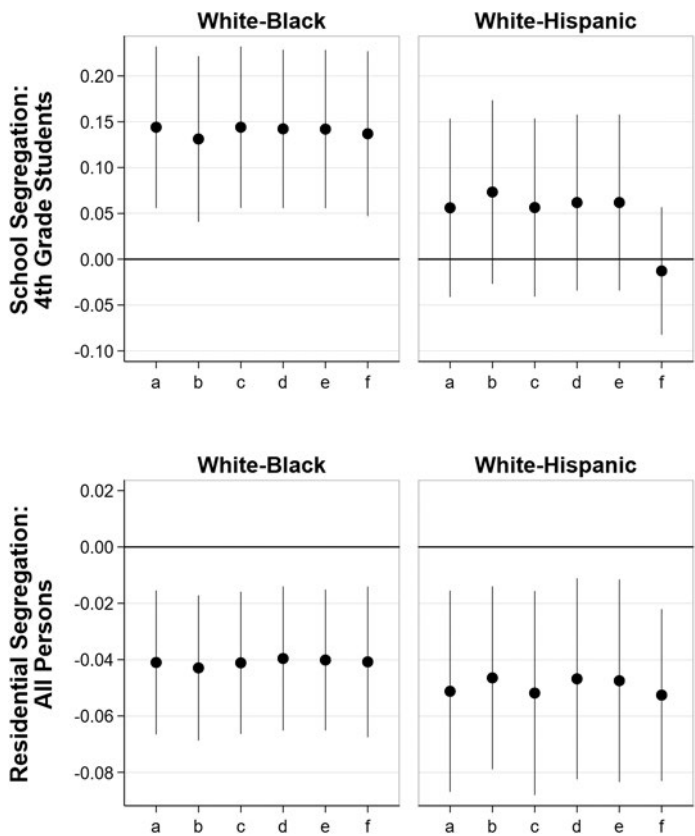 White-Black
White-Hispanic
School Segregation:
4th Grade Students
0.20
0.15
0.10
0.05
0.00
-0.05
-0.10
a b c d e f
a b c d e f
White-Black
White-Hispanic
Residential Segregation:
All Persons
0.02
0.00
-0.02
-0.04
-0.06
-0.08
a b c d e f
a b c d e f